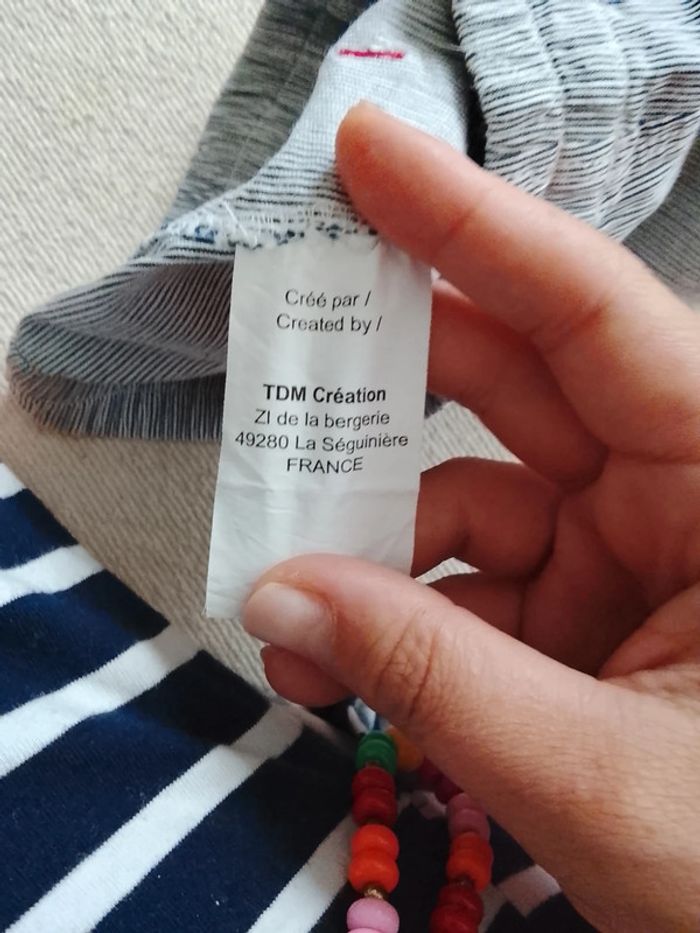 Créé par /
Created by /
TDM Création
ZI de la bergerie
49280 La Séguinière
FRANCE